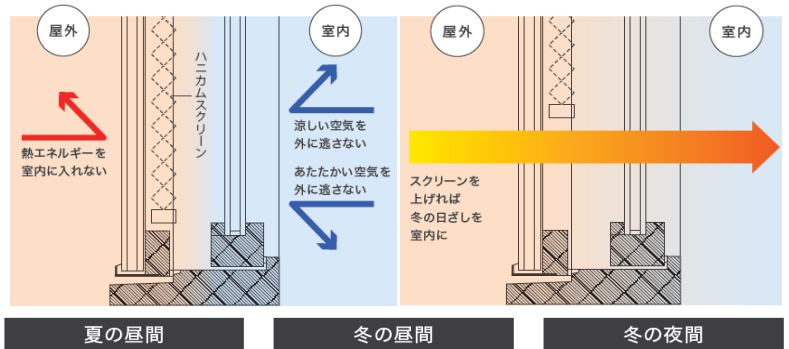 屋外
室内
ハニカムスクリーン
熱エネルギーを
室内に入れない
涼しい空気を
外に逃さない
あたたかい空気を
外に逃さない
屋外
室内
スクリーンを
上げれば
冬の日ざしを
室内に
夏の昼間
冬の昼間
冬の夜間